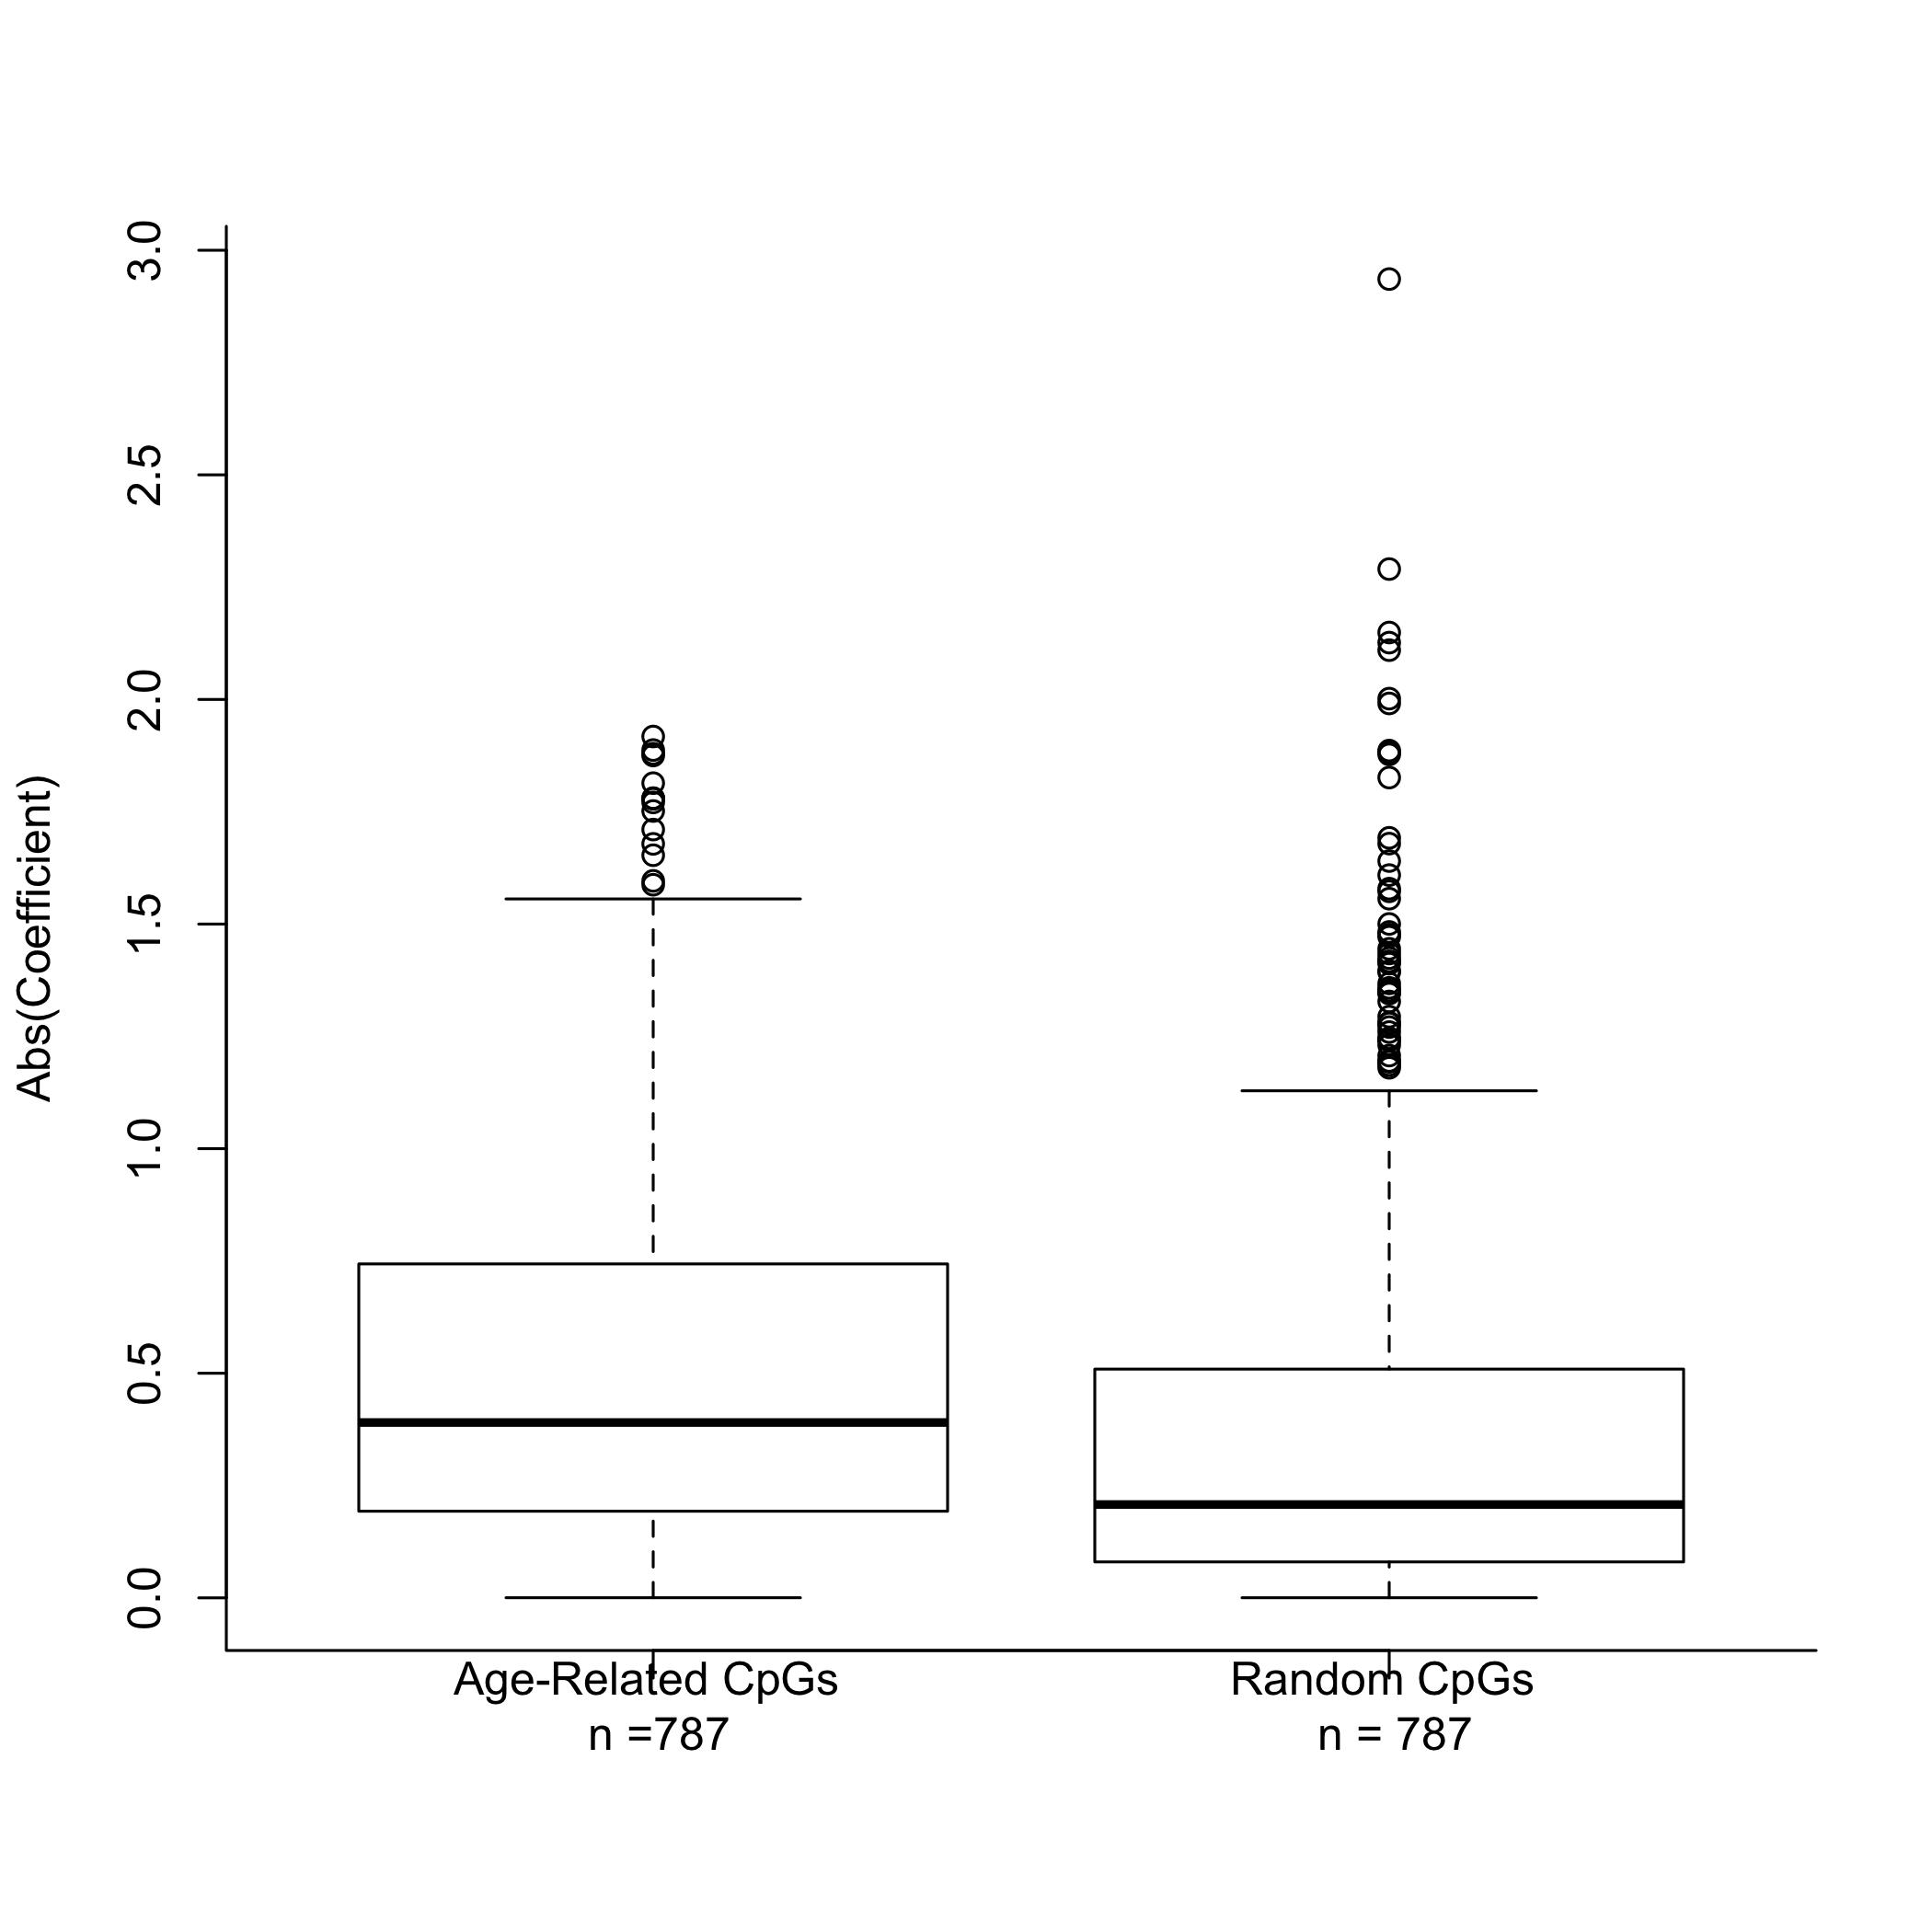 Abs(Coefficient)
3.0
2.5
2.0
1.5
1.0
0.5
0.0
Age-Related CpGs
n =787
Random CpGs
n = 787